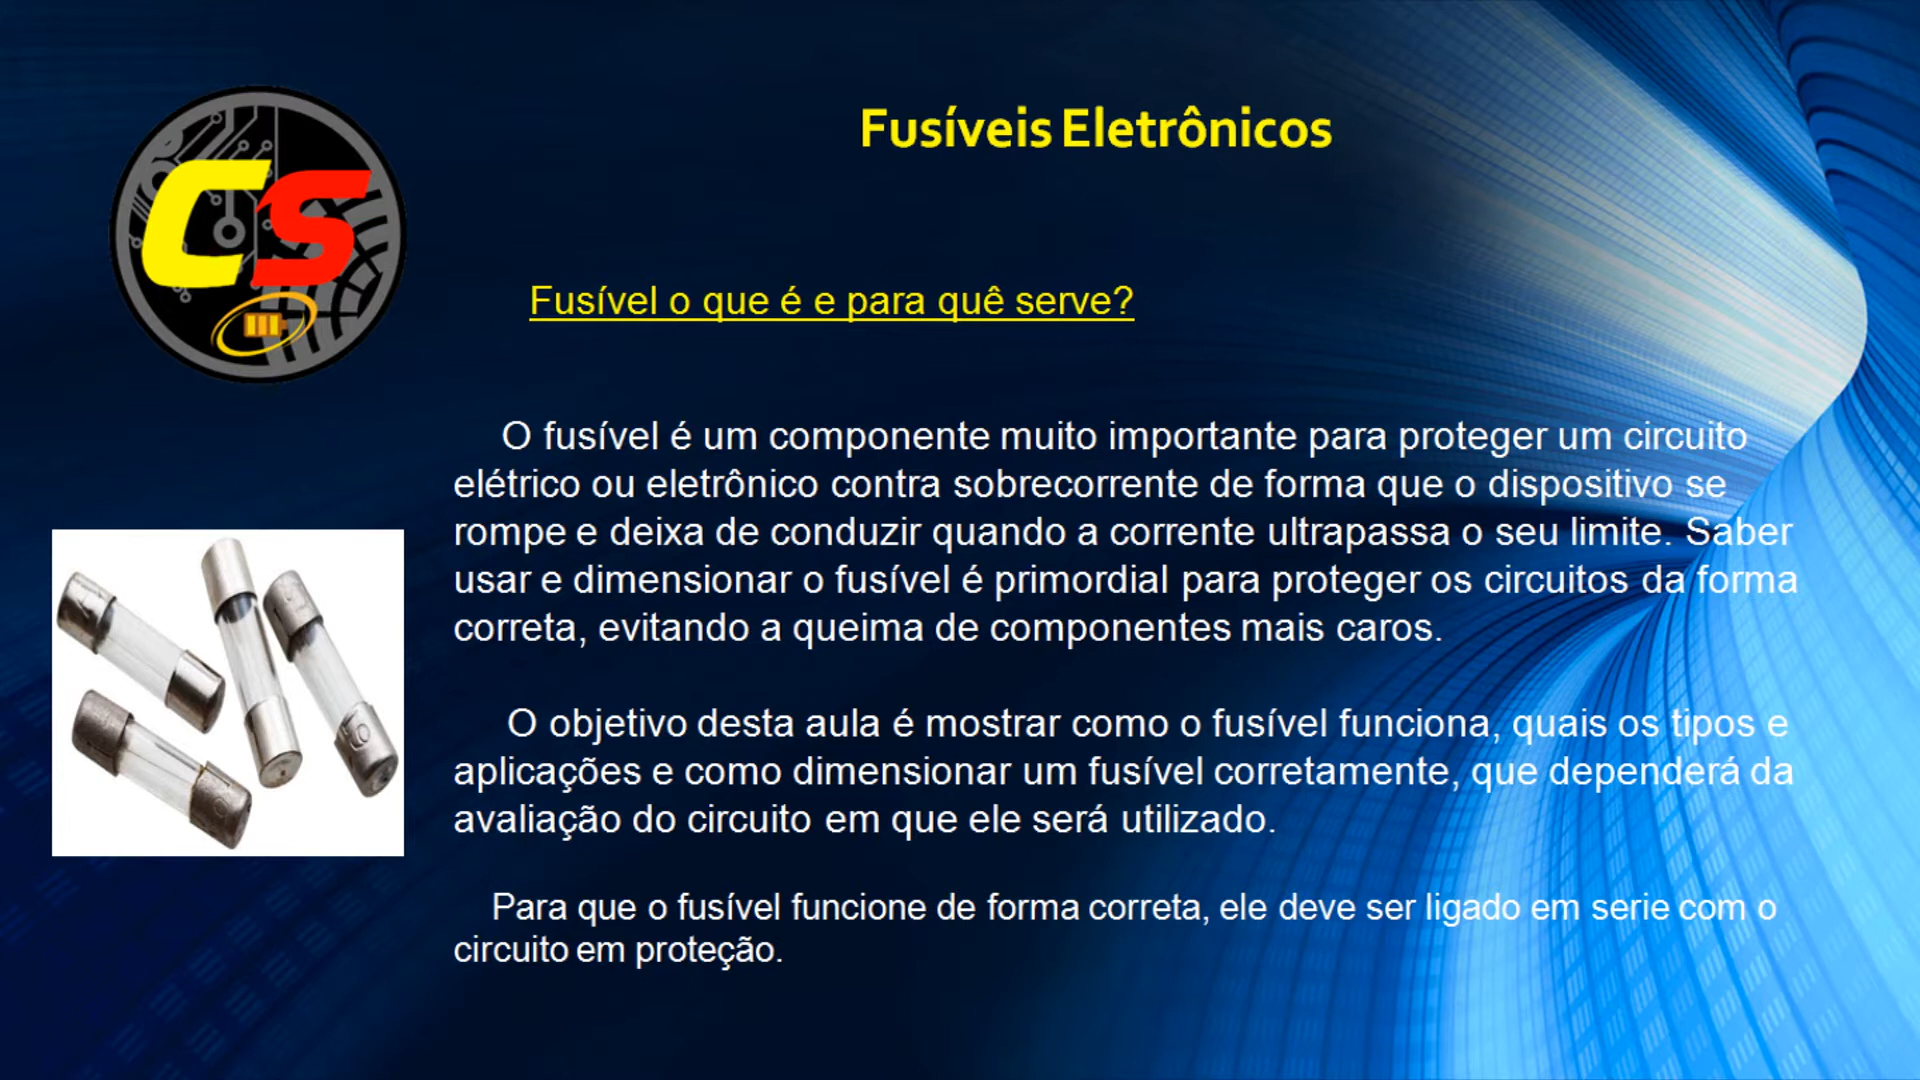 CS
Fusíveis Eletrônicos
Fusível o que é e para quê serve?
O fusível é um componente muito importante para proteger um circuito
elétrico ou eletrônico contra sobrecorrente de forma que o dispositivo se
rompe e deixa de conduzir quando a corrente ultrapassa o seu limite. Saber
usar e dimensionar o fusível é primordial para proteger os circuitos da forma
correta, evitando a queima de componentes mais caros.
O objetivo desta aula é mostrar como o fusível funciona, quais os tipos e
aplicações e como dimensionar um fusível corretamente, que dependerá da
avaliação do circuito em que ele será utilizado.
Para que o fusível funcione de forma correta, ele deve ser ligado em serie com o
circuito em proteção.